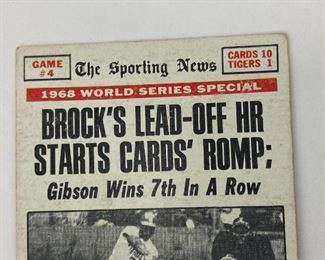 GAME #4 The Sporting News CARDS 10 TIGERS 1
1968 WORLD SERIES SPECIAL
BROCK'S LEAD-OFF HR
STARTS CARDS' ROMP;
Gibson Wins 7th In A Row